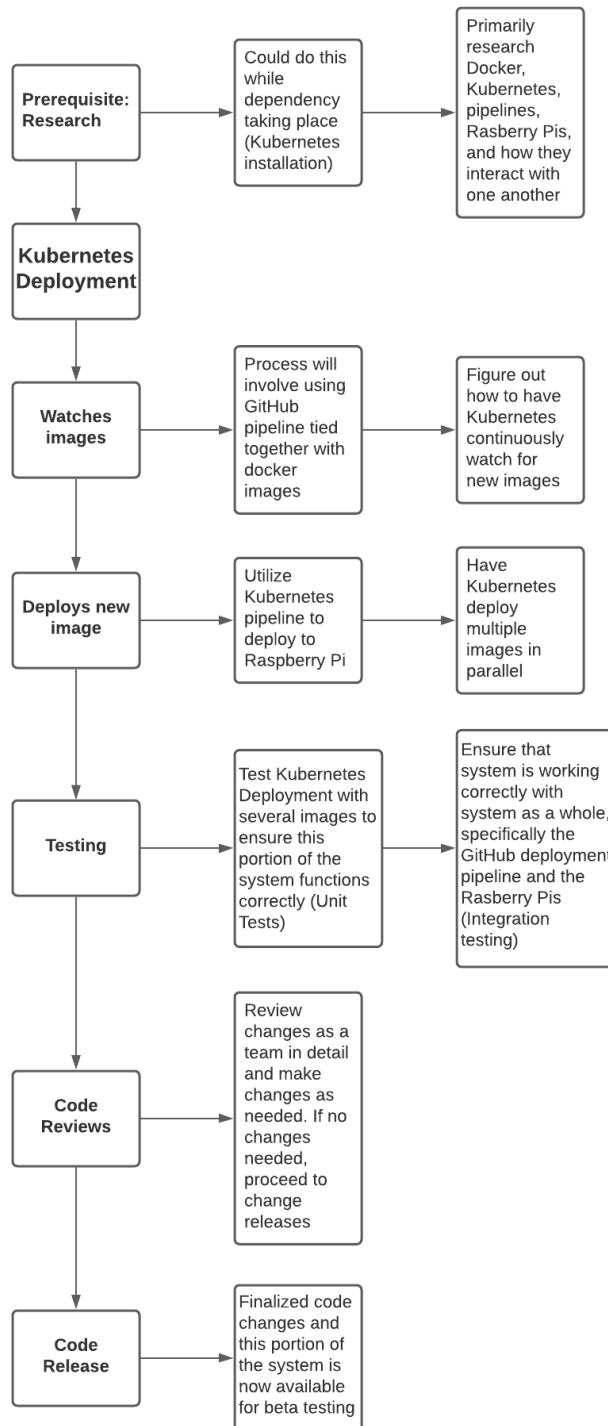 Prerequisite:
Research
Could do this
while
dependency
taking place
(Kubernetes
installation)
Primarily
research
Docker,
Kubernetes,
pipelines,
Rasberry Pis,
and how they
interact with
one another
Kubernetes
Deployment
Watches
images
Process will
involve using
GitHub
pipeline tied
together with
docker
images
Figure out
how to have
Kubernetes
continuously
watch for
new images
Deploys new
image
Utilize
Kubernetes
pipeline to
deploy to
Raspberry Pi
Have
Kubernetes
deploy
multiple
images in
parallel
Testing
Test Kubernetes
Deployment with
several images to
ensure this
portion of the
system functions
correctly (Unit
Tests)
Ensure that
system is working
correctly with
system as a whole,
specifically the
GitHub deployment
pipeline and the
Rasberry Pis
(Integration
testing)
Code
Reviews
Review
changes as a
team in detail
and make
changes as
needed. If no
changes
needed,
proceed to
change
releases
Code
Release
Finalized code
changes and
this portion of
the system is
now available
for beta testing